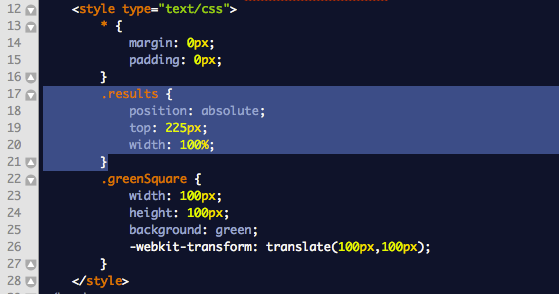 12 <style type="text/css">
13 * {
14 margin: 0px;
15 padding: 0px;
16 }
17 .results {
18 position: absolute;
19 top: 225px;
20 width: 100%;
21 }
22 .greenSquare {
23 width: 100px;
24 height: 100px;
25 background: green;
26 -webkit-transform: translate(100px,100px);
27 }
28 </style>